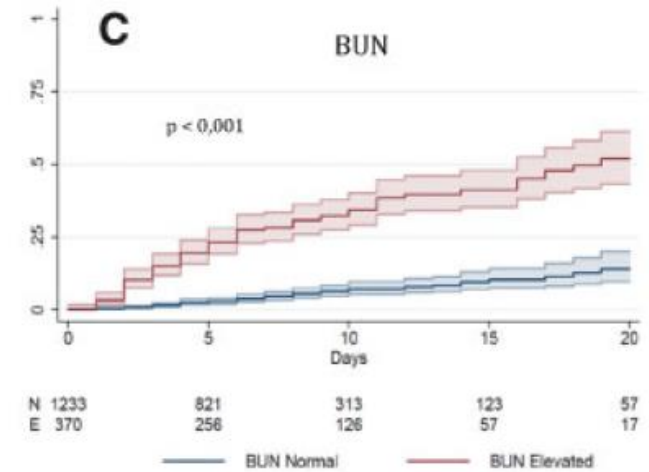 C
BUN
p < 0,001
1
.75
.5
.25
0
0 5 10 15 20
Days
N 1233 821 313 123 57
E 370 256 126 57 17
BUN Normal BUN Elevated